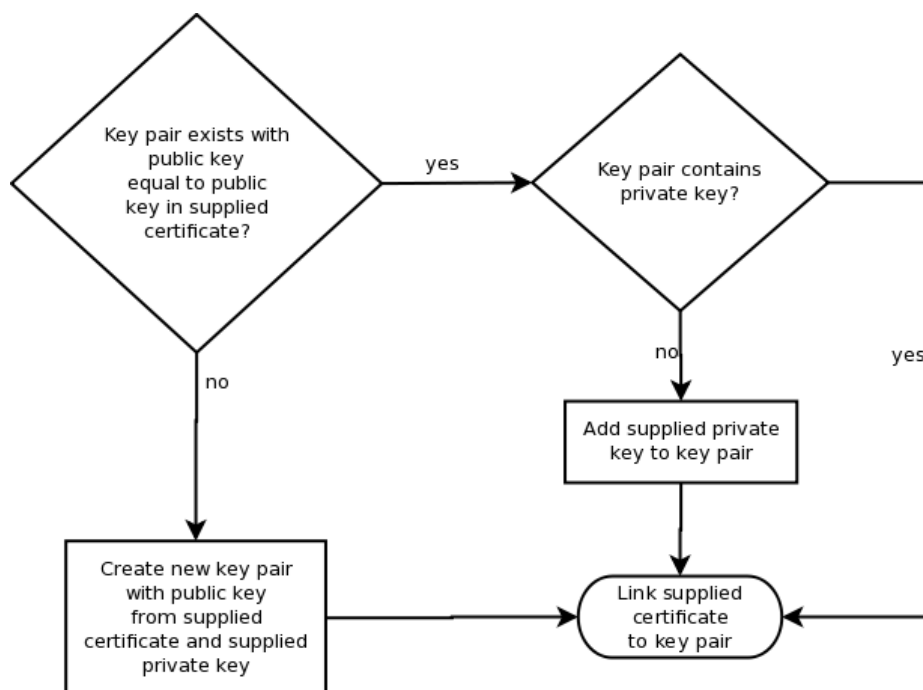 Key pair exists with
public key
equal to public
key in supplied
certificate?
yes
Key pair contains
private key?
no
yes
no
Add supplied private
key to key pair
Create new key pair
with public key
from supplied
certificate and supplied
private key
Link supplied
certificate
to key pair